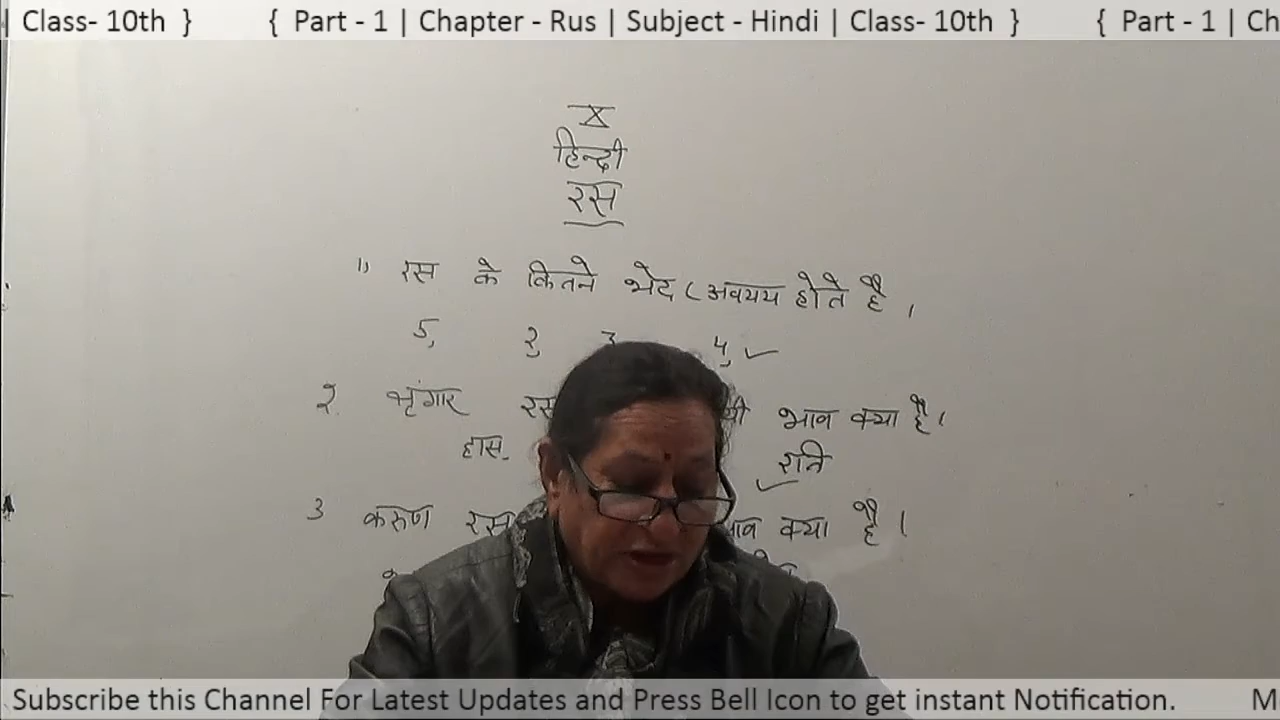 | Class- 10th } { Part - 1 | Chapter - Rus | Subject - Hindi | Class- 10th } { Part - 1 | Ch
X
हिन्दी
रस
1) रस के कितने भेद ( अवयय होते है ।
5, 2, 3 4, ✓
2. श्रृंगार रस यी भाव क्या है ।
हास रति ✓
3 करुण रस भाव क्या है ।
Subscribe this Channel For Latest Updates and Press Bell Icon to get instant Notification. M